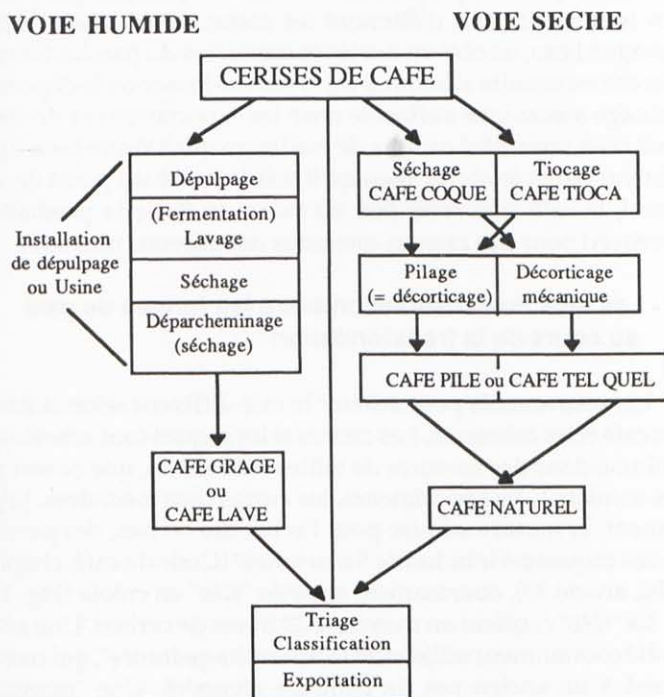 VOIE HUMIDE
VOIE SECHE
CERISES DE CAFE
Dépulpage
(Fermentation)
Lavage
Séchage
Déparcheminage
(séchage)
Installation
de dépulpage
ou Usine
Séchage
CAFE COQUE
Tiocage
CAFE TIOCA
Pilage
(= décorticage)
Décorticage
mécanique
CAFE PILE ou CAFE TEL QUEL
CAFE GRAGE
ou
CAFE LAVE
CAFE NATUREL
Triage
Classification
Exportation